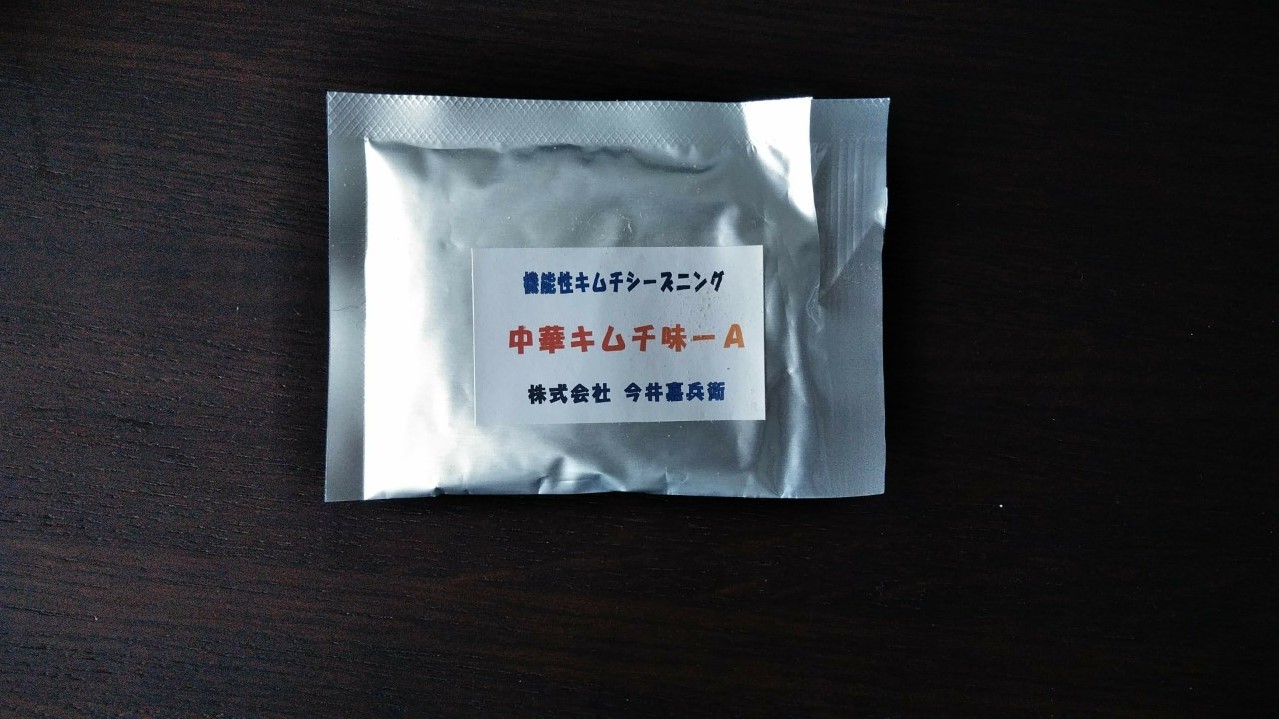 機能性キムチシーズニング
中華キムチ味ーA
株式会社 今井嘉兵衛